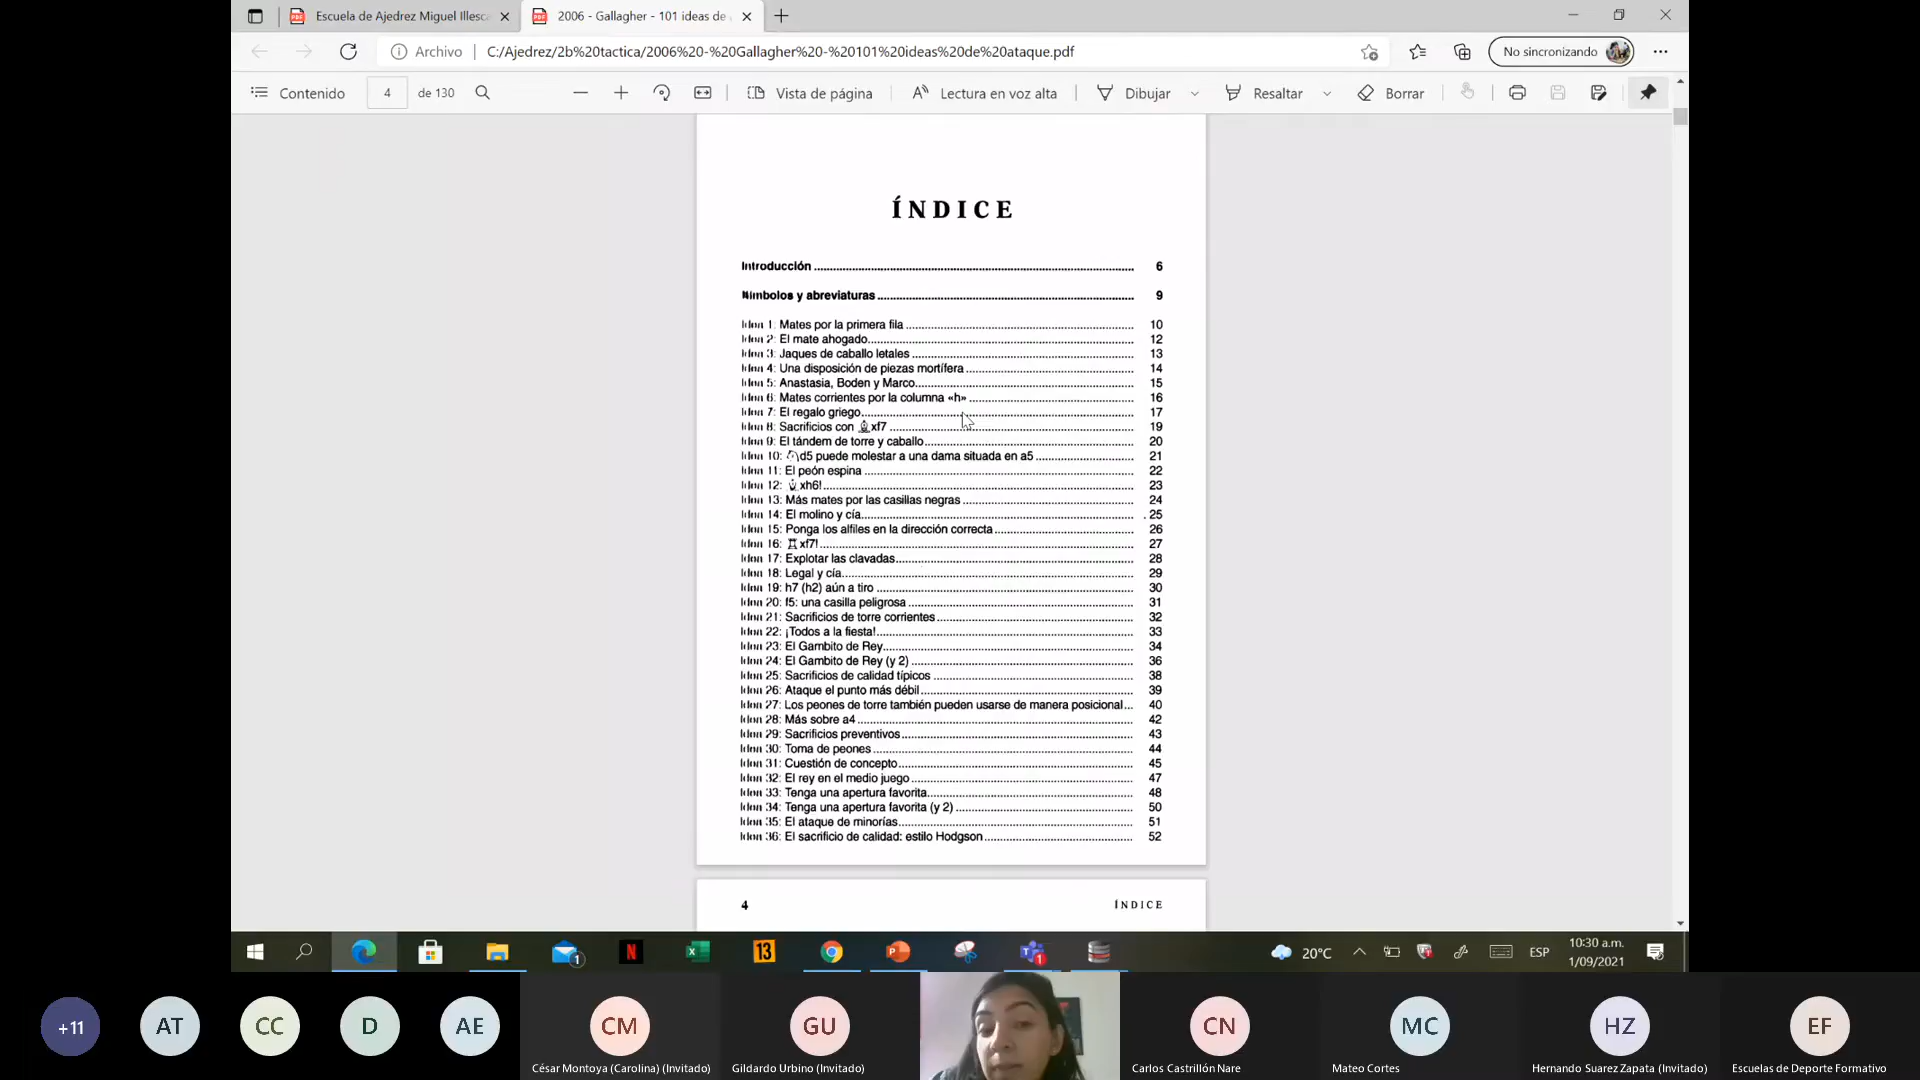 Escuela de Ajedrez Miguel Illesca
2006 - Gallagher - 101 ideas de
Archivo
C:/Ajedrez/2b%20tactica/2006%20-%20Gallagher%20-%20101%20ideas%20de%20ataque.pdf
No sincronizando
Contenido
4
de 130
Vista de página
Lectura en voz alta
Dibujar
Resaltar
Borrar
ÍNDICE
Introducción 6
Símbolos y abreviaturas 9
Idea 1: Mates por la primera fila 10
Idea 2: El mate ahogado 12
Idea 3: Jaques de caballo letales 13
Idea 4: Una disposición de piezas mortífera 14
Idea 5: Anastasia, Boden y Marco 15
Idea 6: Mates corrientes por la columna «h» 16
Idea 7: El regalo griego 17
Idea 8: Sacrificios con ♗xf7 19
Idea 9: El tándem de torre y caballo 20
Idea 10: ♘d5 puede molestar a una dama situada en a5 21
Idea 11: El peón espina 22
Idea 12: ♗xh6! 23
Idea 13: Más mates por las casillas negras 24
Idea 14: El molino y cía. 25
Idea 15: Ponga los alfiles en la dirección correcta 26
Idea 16: ♖xf7! 27
Idea 17: Explotar las clavadas 28
Idea 18: Legal y cía. 29
Idea 19: h7 (h2) aún a tiro 30
Idea 20: f5: una casilla peligrosa 31
Idea 21: Sacrificios de torre corrientes 32
Idea 22: ¡Todos a la fiesta! 33
Idea 23: El Gambito de Rey 34
Idea 24: El Gambito de Rey (y 2) 36
Idea 25: Sacrificios de calidad típicos 38
Idea 26: Ataque el punto más débil 39
Idea 27: Los peones de torre también pueden usarse de manera posicional 40
Idea 28: Más sobre a4 42
Idea 29: Sacrificios preventivos 43
Idea 30: Toma de peones 44
Idea 31: Cuestión de concepto 45
Idea 32: El rey en el medio juego 47
Idea 33: Tenga una apertura favorita 48
Idea 34: Tenga una apertura favorita (y 2) 50
Idea 35: El ataque de minorías 51
Idea 36: El sacrificio de calidad: estilo Hodgson 52
4
ÍNDICE
1
N
13
1
20°C
ESP
10:30 a.m.
1/09/2021
+11
AT
CC
D
AE
CM
GU
CN
MC
HZ
EF
César Montoya (Carolina) (Invitado)
Gildardo Urbino (Invitado)
Carlos Castrillón Nare
Mateo Cortes
Hernando Suarez Zapata (Invitado)
Escuelas de Deporte Formativo